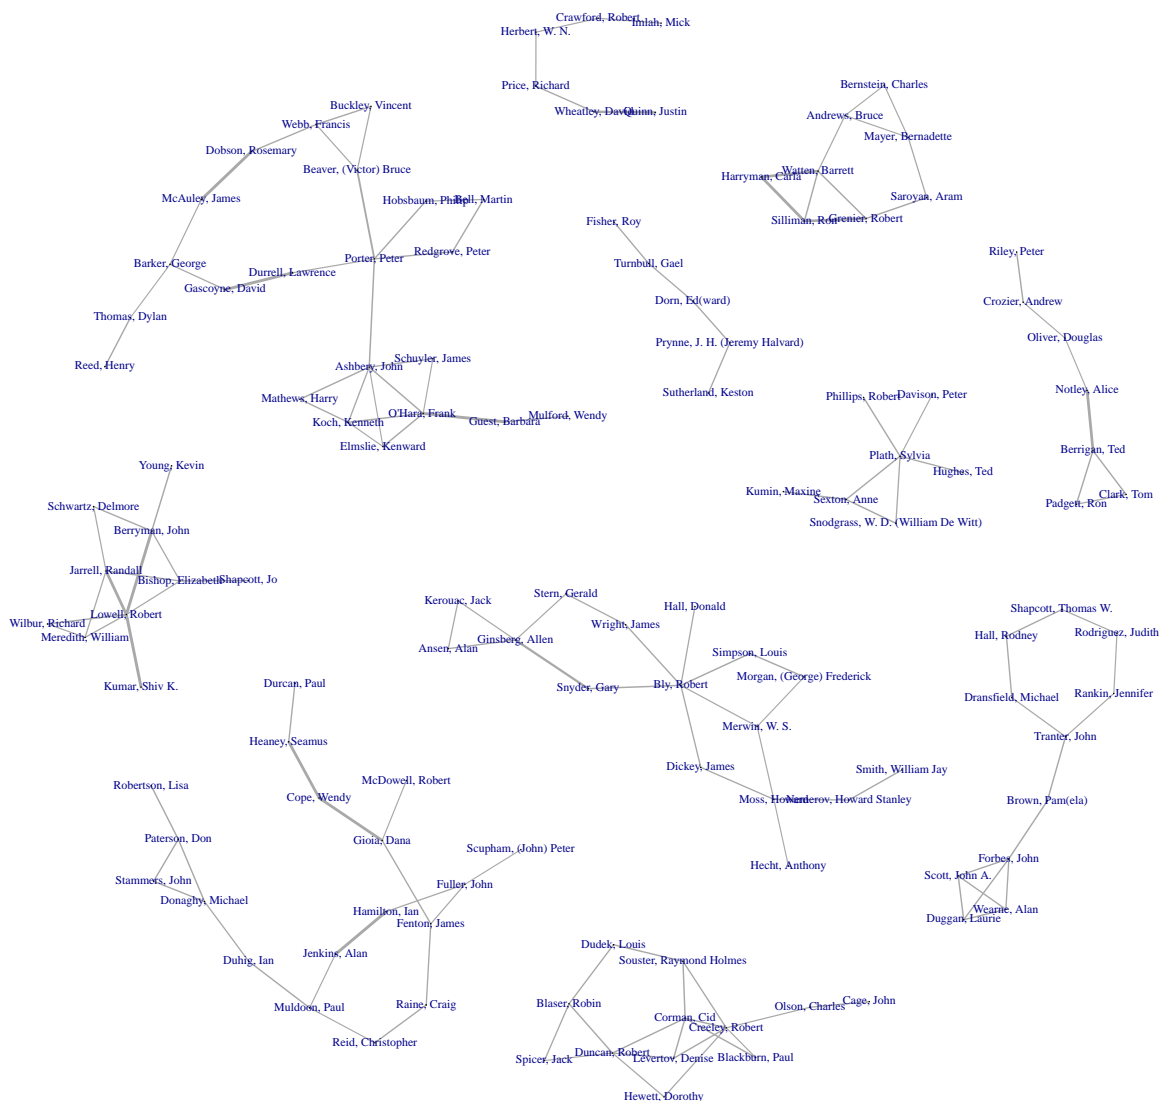 Crawford, Robert
Imlah, Mick
Herbert, W. N.
Price, Richard
Wheatley, David
Quinn, Justin
Bernstein, Charles
Buckley, Vincent
Andrews, Bruce
Webb, Francis
Mayer, Bernadette
Dobson, Rosemary
Beaver, (Victor) Bruce
Watten, Barrett
Harryman, Carla
McAuley, James
Hobsbaum, Philip
Bell, Martin
Saroyan, Aram
Silliman, Ron
Grenier, Robert
Fisher, Roy
Redgrove, Peter
Riley, Peter
Porter, Peter
Barker, George
Turnbull, Gael
Durrell, Lawrence
Gascoyne, David
Dorn, Ed(ward)
Crozier, Andrew
Thomas, Dylan
Oliver, Douglas
Prynne, J. H. (Jeremy Halvard)
Schuyler, James
Reed, Henry
Ashbery, John
Notley, Alice
Sutherland, Keston
Davison, Peter
Phillips, Robert
Mathews, Harry
O'Hara, Frank
Mulford, Wendy
Koch, Kenneth
Guest, Barbara
Elmslie, Kenward
Berrigan, Ted
Plath, Sylvia
Young, Kevin
Hughes, Ted
Kumin, Maxine
Sexton, Anne
Clark, Tom
Padgett, Ron
Schwartz, Delmore
Snodgrass, W. D. (William De Witt)
Berryman, John
Jarrell, Randall
Bishop, Elizabeth
Shapcott, Jo
Stern, Gerald
Kerouac, Jack
Hall, Donald
Shapcott, Thomas W.
Lowell, Robert
Wilbur, Richard
Wright, James
Rodriguez, Judith
Hall, Rodney
Meredith, William
Ginsberg, Allen
Ansen, Alan
Simpson, Louis
Morgan, (George) Frederick
Durcan, Paul
Bly, Robert
Kumar, Shiv K.
Snyder, Gary
Rankin, Jennifer
Dransfield, Michael
Merwin, W. S.
Tranter, John
Heaney, Seamus
Dickey, James
Smith, William Jay
McDowell, Robert
Robertson, Lisa
Cope, Wendy
Moss, Howard
Nemerov, Howard Stanley
Brown, Pam(ela)
Paterson, Don
Gioia, Dana
Scupham, (John) Peter
Forbes, John
Hecht, Anthony
Scott, John A.
Stammers, John
Fuller, John
Donaghy, Michael
Wearne, Alan
Hamilton, Ian
Duggan, Laurie
Fenton, James
Dudek, Louis
Jenkins, Alan
Duhig, Ian
Souster, Raymond Holmes
Cage, John
Blaser, Robin
Raine, Craig
Olson, Charles
Muldoon, Paul
Corman, Cid
Creeley, Robert
Reid, Christopher
Duncan, Robert
Blackburn, Paul
Levertov, Denise
Spicer, Jack
Hewett, Dorothy